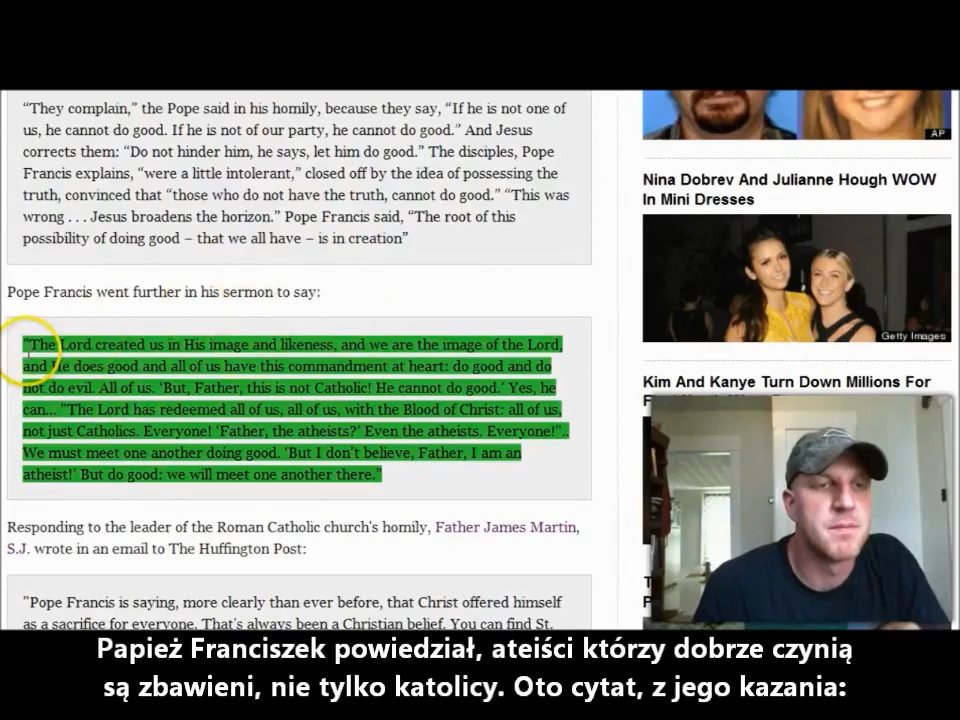 “They complain,” the Pope said in his homily, because they say, “If he is not one of
us, he cannot do good. If he is not of our party, he cannot do good.” And Jesus
corrects them: “Do not hinder him, he says, let him do good.” The disciples, Pope
Francis explains, “were a little intolerant,” closed off by the idea of possessing the
truth, convinced that “those who do not have the truth, cannot do good.” “This was
wrong . . . Jesus broadens the horizon.” Pope Francis said, “The root of this
possibility of doing good – that we all have – is in creation”
Pope Francis went further in his sermon to say:
"The Lord created us in His image and likeness, and we are the image of the Lord,
and He does good and all of us have this commandment at heart: do good and do
not do evil. All of us. ‘But, Father, this is not Catholic! He cannot do good.’ Yes, he
can... "The Lord has redeemed all of us, all of us, with the Blood of Christ: all of us,
not just Catholics. Everyone! ‘Father, the atheists?’ Even the atheists. Everyone!"..
We must meet one another doing good. ‘But I don’t believe, Father, I am an
atheist!’ But do good: we will meet one another there.”
Responding to the leader of the Roman Catholic church's homily, Father James Martin,
S.J. wrote in an email to The Huffington Post:
"Pope Francis is saying, more clearly than ever before, that Christ offered himself
as a sacrifice for everyone. That's always been a Christian belief. You can find St.
AP
Nina Dobrev And Julianne Hough WOW
In Mini Dresses
Getty Images
Kim And Kanye Turn Down Millions For
Papież Franciszek powiedział, ateiści którzy dobrze czynią
są zbawieni, nie tylko katolicy. Oto cytat, z jego kazania: